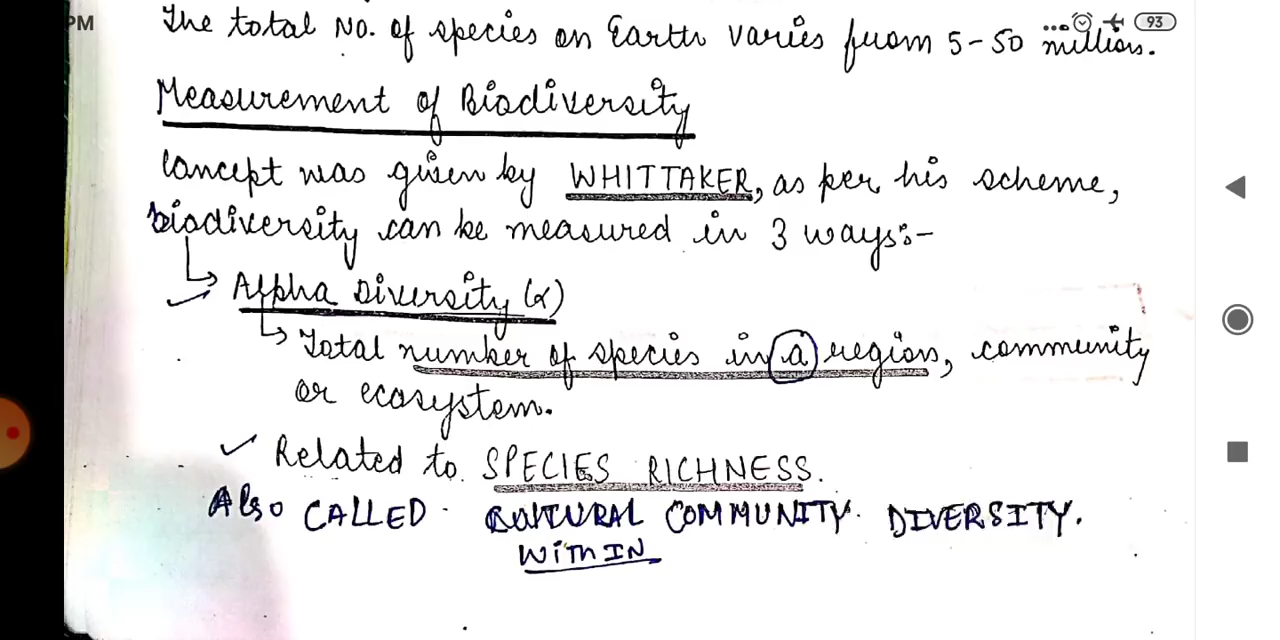 PM
93
The total No. of species on Earth varies from 5-50 million.
Measurement of Biodiversity
Concept was given by WHITTAKER, as per his scheme,
biodiversity can be measured in 3 ways:-
Alpha Diversity (α)
Total number of species in a region, community
or ecosystem.
Related to SPECIES RICHNESS.
Also CALLED COMMUNITY DIVERSITY.
WiThIN